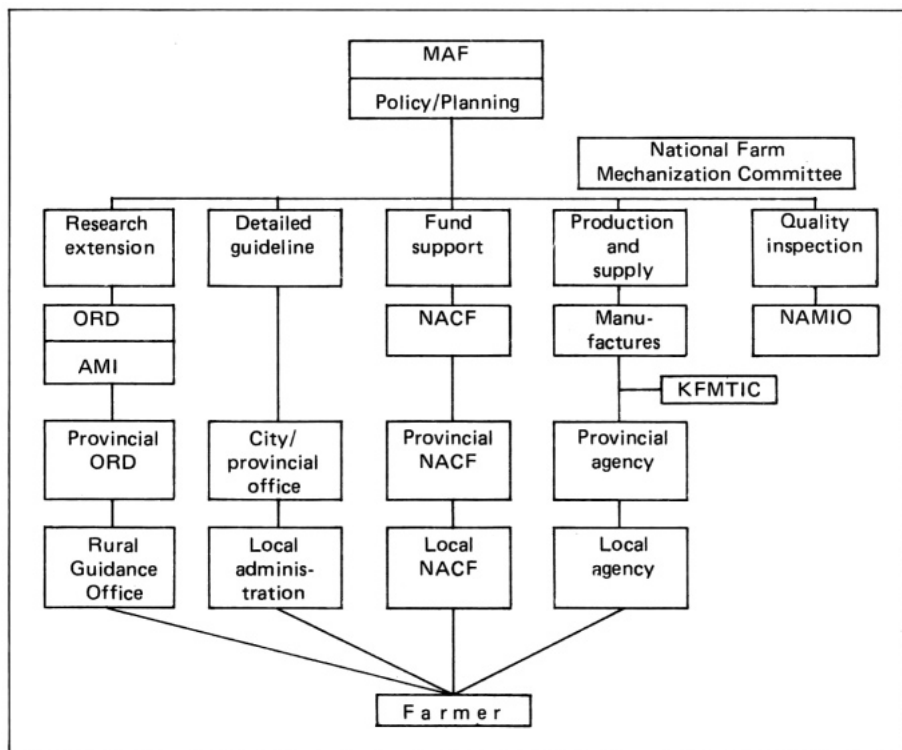 MAF
Policy/Planning
National Farm
Mechanization Committee
Research
extension
Detailed
guideline
Fund
support
Production
and
supply
Quality
inspection
ORD
AMI
NACF
Manu-
factures
NAMIO
KFMTIC
Provincial
ORD
City/
provincial
office
Provincial
NACF
Provincial
agency
Rural
Guidance
Office
Local
adminis-
tration
Local
NACF
Local
agency
Farmer